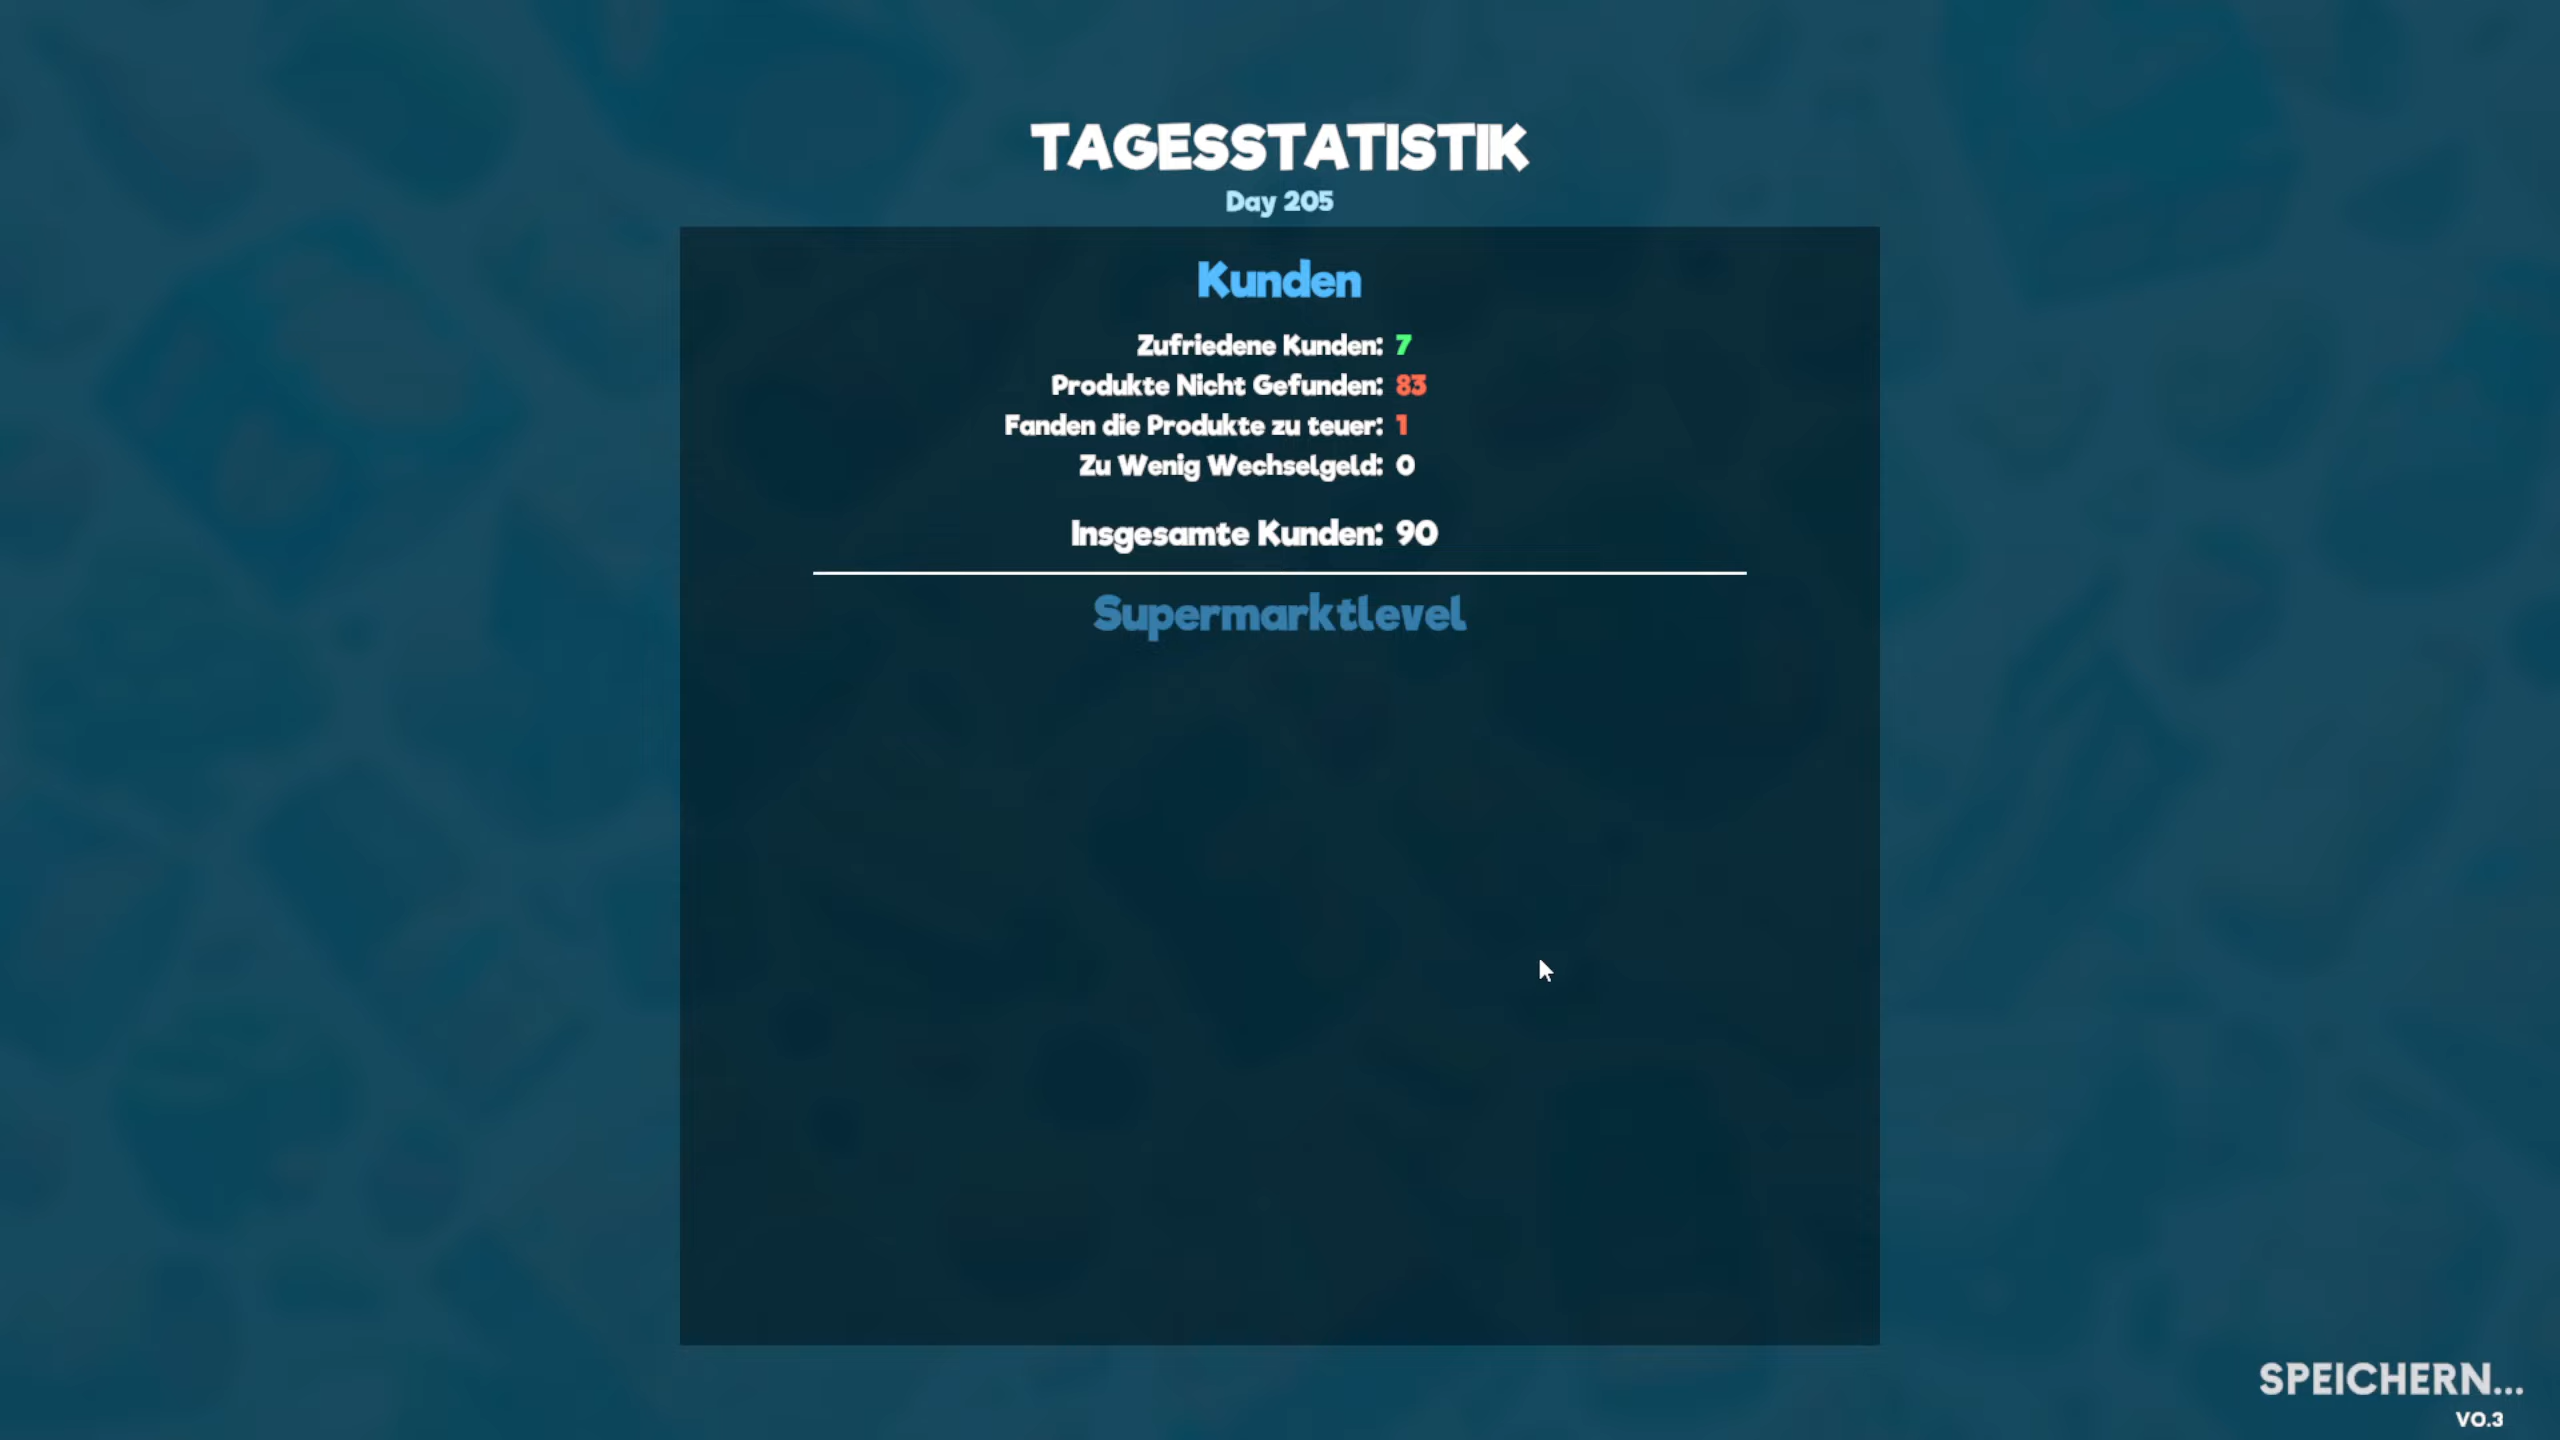 TAGESSTATISTIK
Day 205
Kunden
Zufriedene Kunden: 7
Produkte Nicht Gefunden: 83
Fanden die Produkte zu teuer: 1
Zu Wenig Wechselgeld: 0
Insgesamte Kunden: 90
Supermarktlevel
SPEICHERN...
V0.3